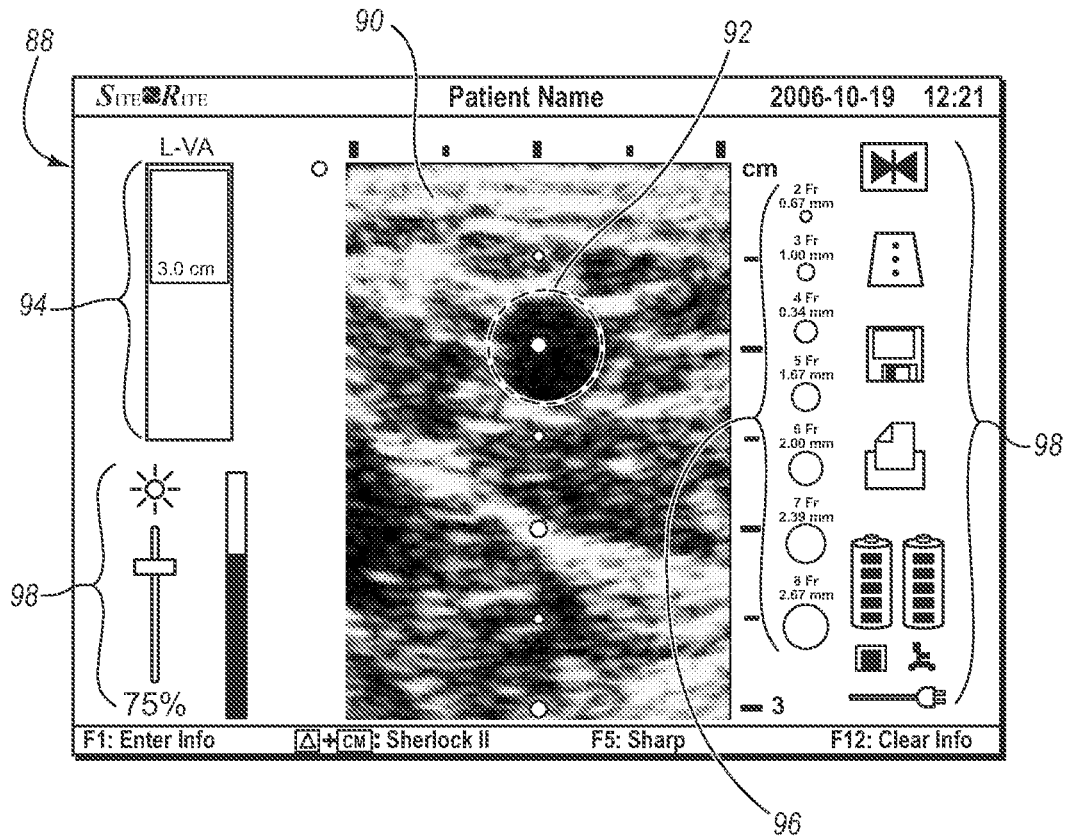 88
90
92
SITE RITE
Patient Name
2006-10-19 12:21
L-VA
3.0 cm
94
98
75%
cm
3
2 Fr
0.67 mm
3 Fr
1.00 mm
4 Fr
0.34 mm
5 Fr
1.67 mm
6 Fr
2.00 mm
7 Fr
2.39 mm
8 Fr
2.67 mm
98
F1: Enter Info
△+CM: Sherlock II
F5: Sharp
F12: Clear Info
96